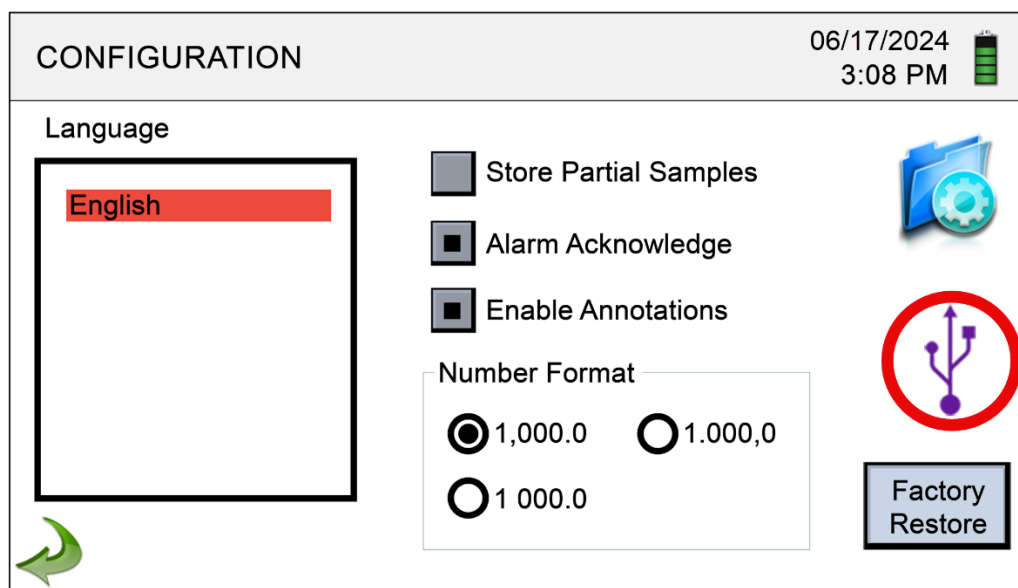 CONFIGURATION
06/17/2024
3:08 PM
Language
English
Store Partial Samples
Alarm Acknowledge
Enable Annotations
Number Format
1,000.0
1.000,0
1 000.0
Factory
Restore